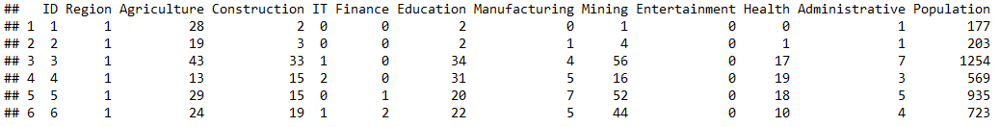 ##   ID Region Agriculture Construction IT Finance Education Manufacturing Mining Entertainment Health Administrative Population
## 1  1      1          28            2  0       0         2             0      1             0      0              1        177
## 2  2      1          19            3  0       0         2             1      4             0      1              1        203
## 3  3      1          43           33  1       0        34             4     56             0     17              7       1254
## 4  4      1          13           15  2       0        31             5     16             0     19              3        569
## 5  5      1          29           15  0       1        20             7     52             0     18              5        935
## 6  6      1          24           19  1       2        22             5     44             0     10              4        723